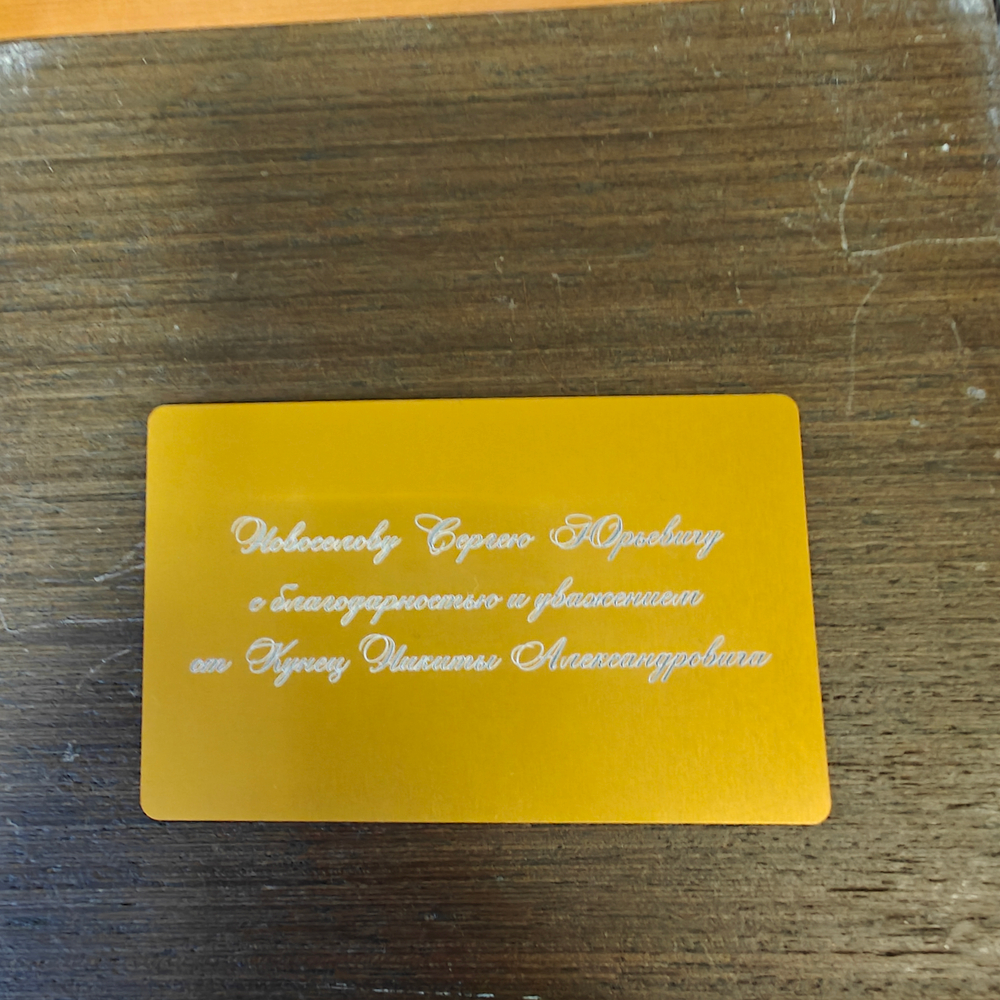 Новоселову Сергею Юрьевичу
с благодарностью и уважением
от Кунец Никиты Александровича